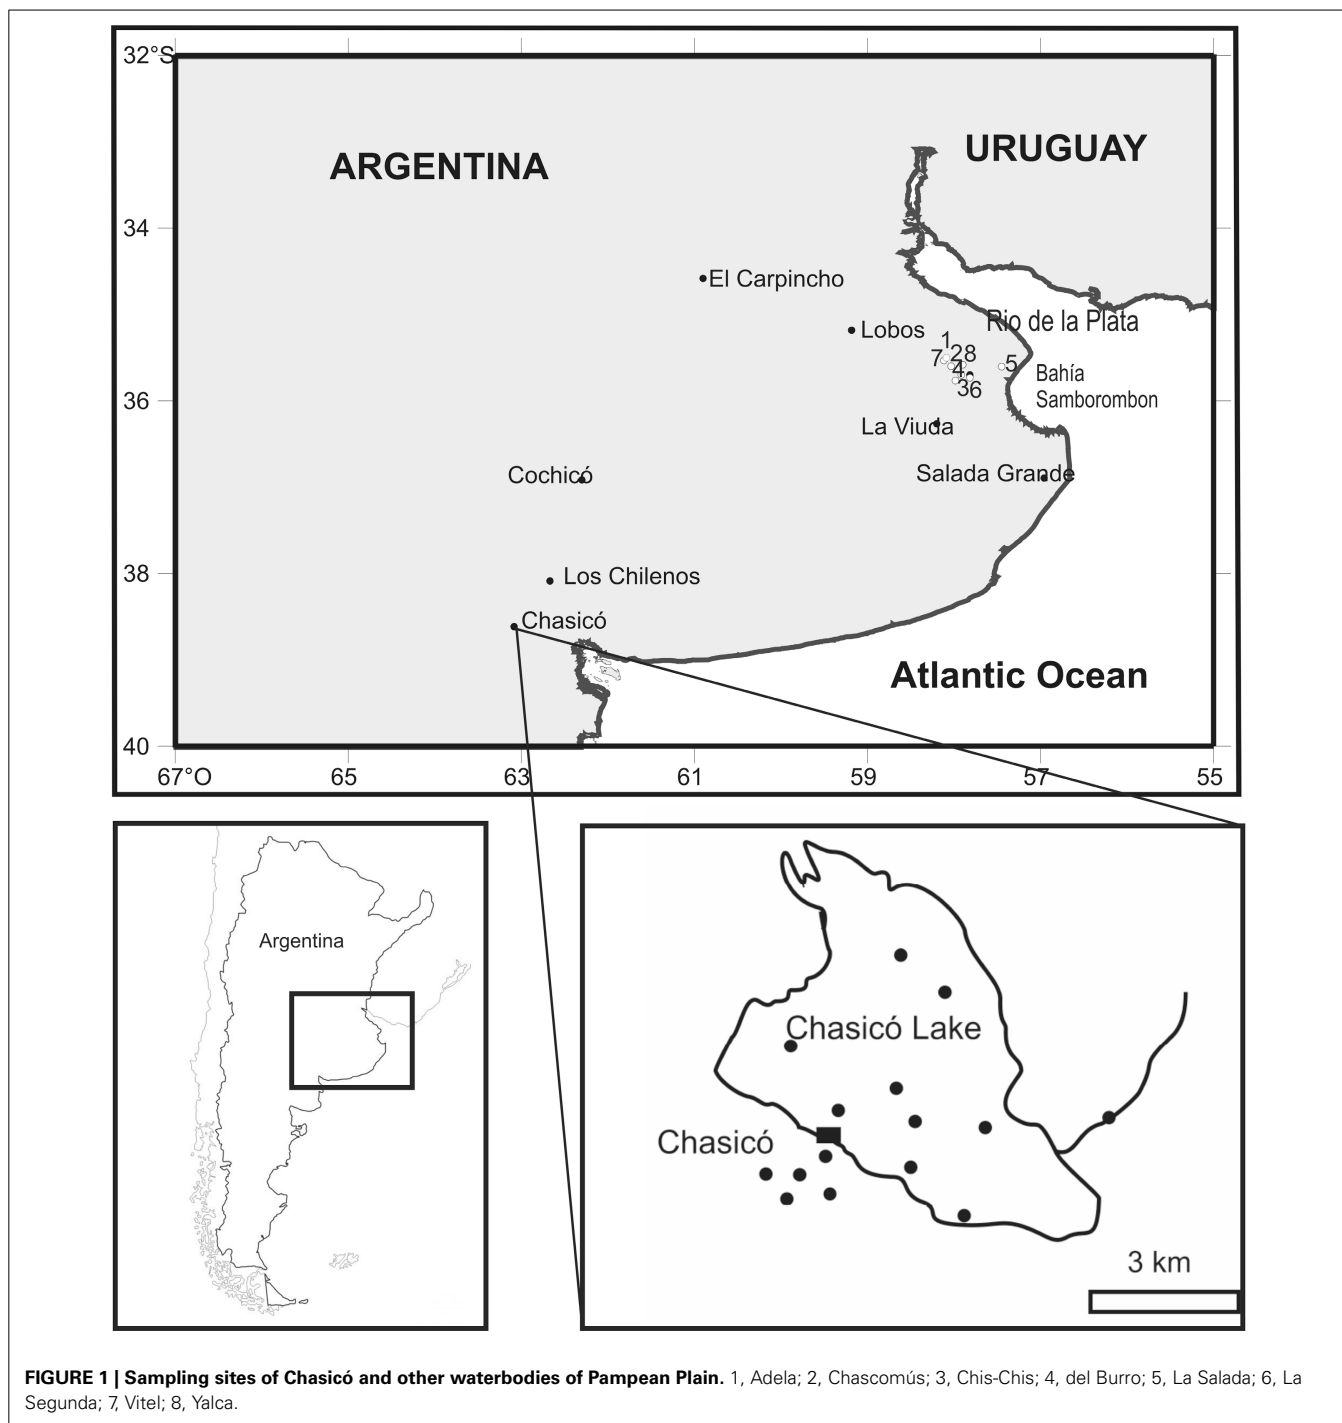 32°S
ARGENTINA
URUGUAY
34
El Carpincho
Lobos
Rio de la Plata
1
7
2
8
4
5
3
6
Bahía
Samborombon
36
La Viuda
Cochicó
Salada Grande
38
Los Chilenos
Chasicó
Atlantic Ocean
40
67°O
65
63
61
59
57
55
Argentina
Chasicó Lake
Chasicó
3 km
FIGURE 1 | Sampling sites of Chasicó and other waterbodies of Pampean Plain. 1, Adela; 2, Chascomús; 3, Chis-Chis; 4, del Burro; 5, La Salada; 6, La
Segunda; 7, Vitel; 8, Yalca.